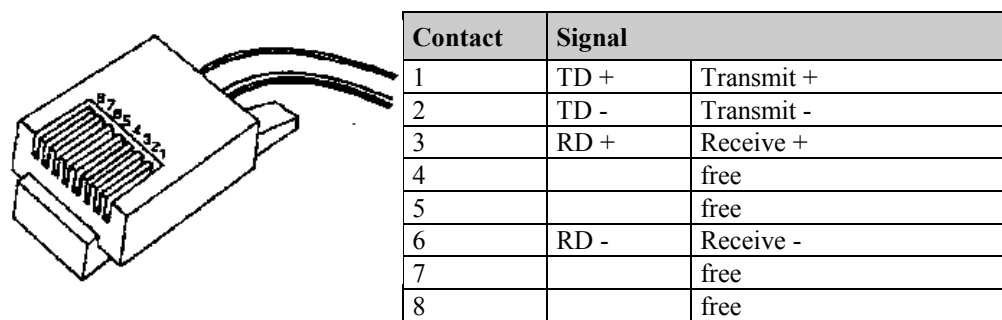 87654321
Contact Signal
1 TD + Transmit +
2 TD - Transmit -
3 RD + Receive +
4 free
5 free
6 RD - Receive -
7 free
8 free